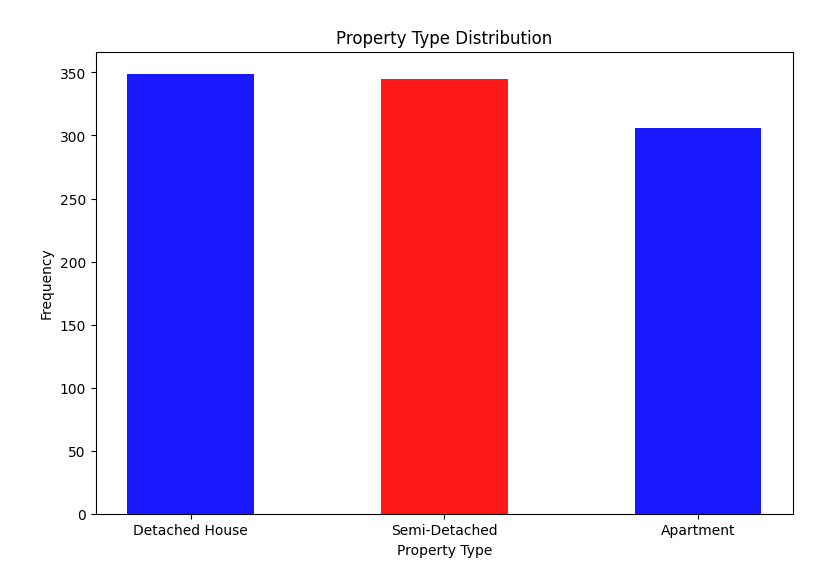 Property Type Distribution
350
300
250
200
150
100
50
0
Frequency
Detached House
Semi-Detached
Apartment
Property Type